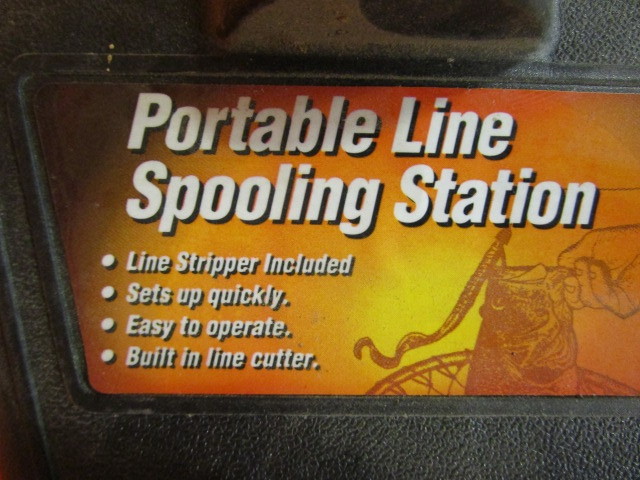 Portable Line
Spooling Station
• Line Stripper Included
• Sets up quickly.
• Easy to operate.
• Built in line cutter.